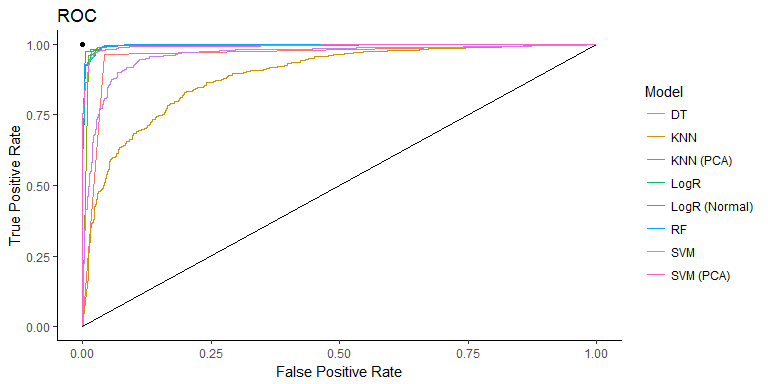 ROC
1.00
0.75
0.50
0.25
0.00
True Positive Rate
0.00 0.25 0.50 0.75 1.00
False Positive Rate
Model
DT
KNN
KNN (PCA)
LogR
LogR (Normal)
RF
SVM
SVM (PCA)